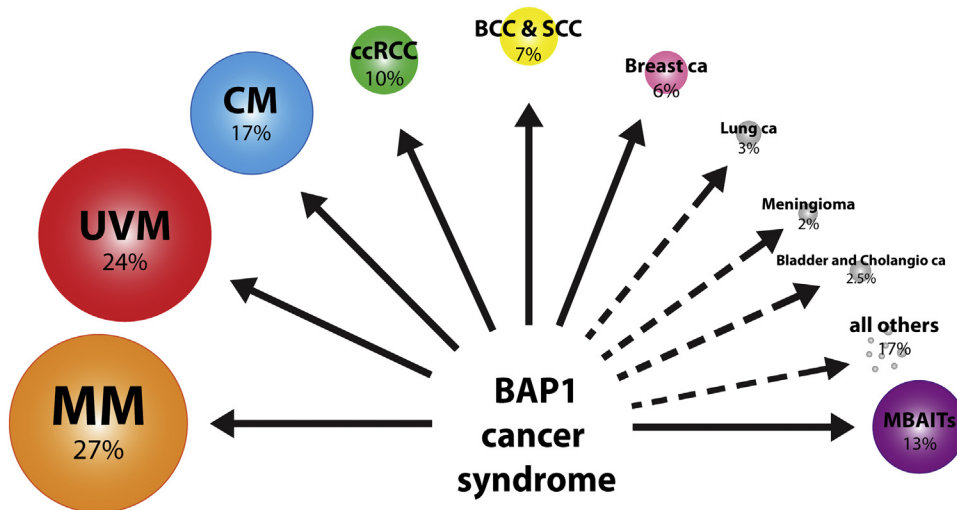 BCC & SCC
7%
ccRCC
10%
Breast ca
6%
CM
17%
Lung ca
3%
UVM
24%
Meningioma
2%
Bladder and Cholangio ca
2.5%
all others
17%
MM
27%
BAP1
cancer
syndrome
MBAITs
13%